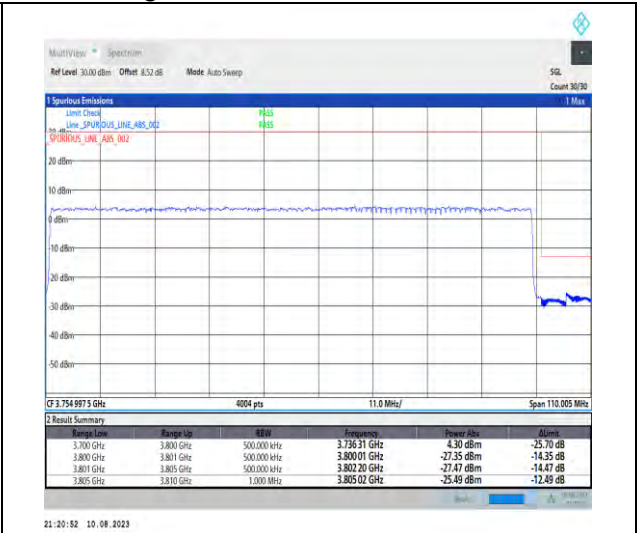 MultiView Spectrum
Ref Level 30.00 dBm Offset 8.52 dB Mode Auto Sweep SGL
Count 30/30
1 Spurious Emissions 1 Max
Limit Check PASS
Line _SPURIOUS_LINE_ABS_002 PASS
_SPURIOUS_LINE_ABS_002
20 dBm
10 dBm
0 dBm
-10 dBm
-20 dBm
-30 dBm
-40 dBm
-50 dBm
CF 3.754 997 5 GHz 4004 pts 11.0 MHz/ Span 110.005 MHz
2 Result Summary
Range Low Range Up RBW Frequency Power Abs ΔLimit
3.700 GHz 3.800 GHz 500.000 kHz 3.736 31 GHz 4.30 dBm -25.70 dB
3.800 GHz 3.801 GHz 500.000 kHz 3.800 01 GHz -27.35 dBm -14.35 dB
3.801 GHz 3.805 GHz 500.000 kHz 3.802 20 GHz -27.47 dBm -14.47 dB
3.805 GHz 3.810 GHz 1.000 MHz 3.805 02 GHz -25.49 dBm -12.49 dB
21:20:52 10.08.2023